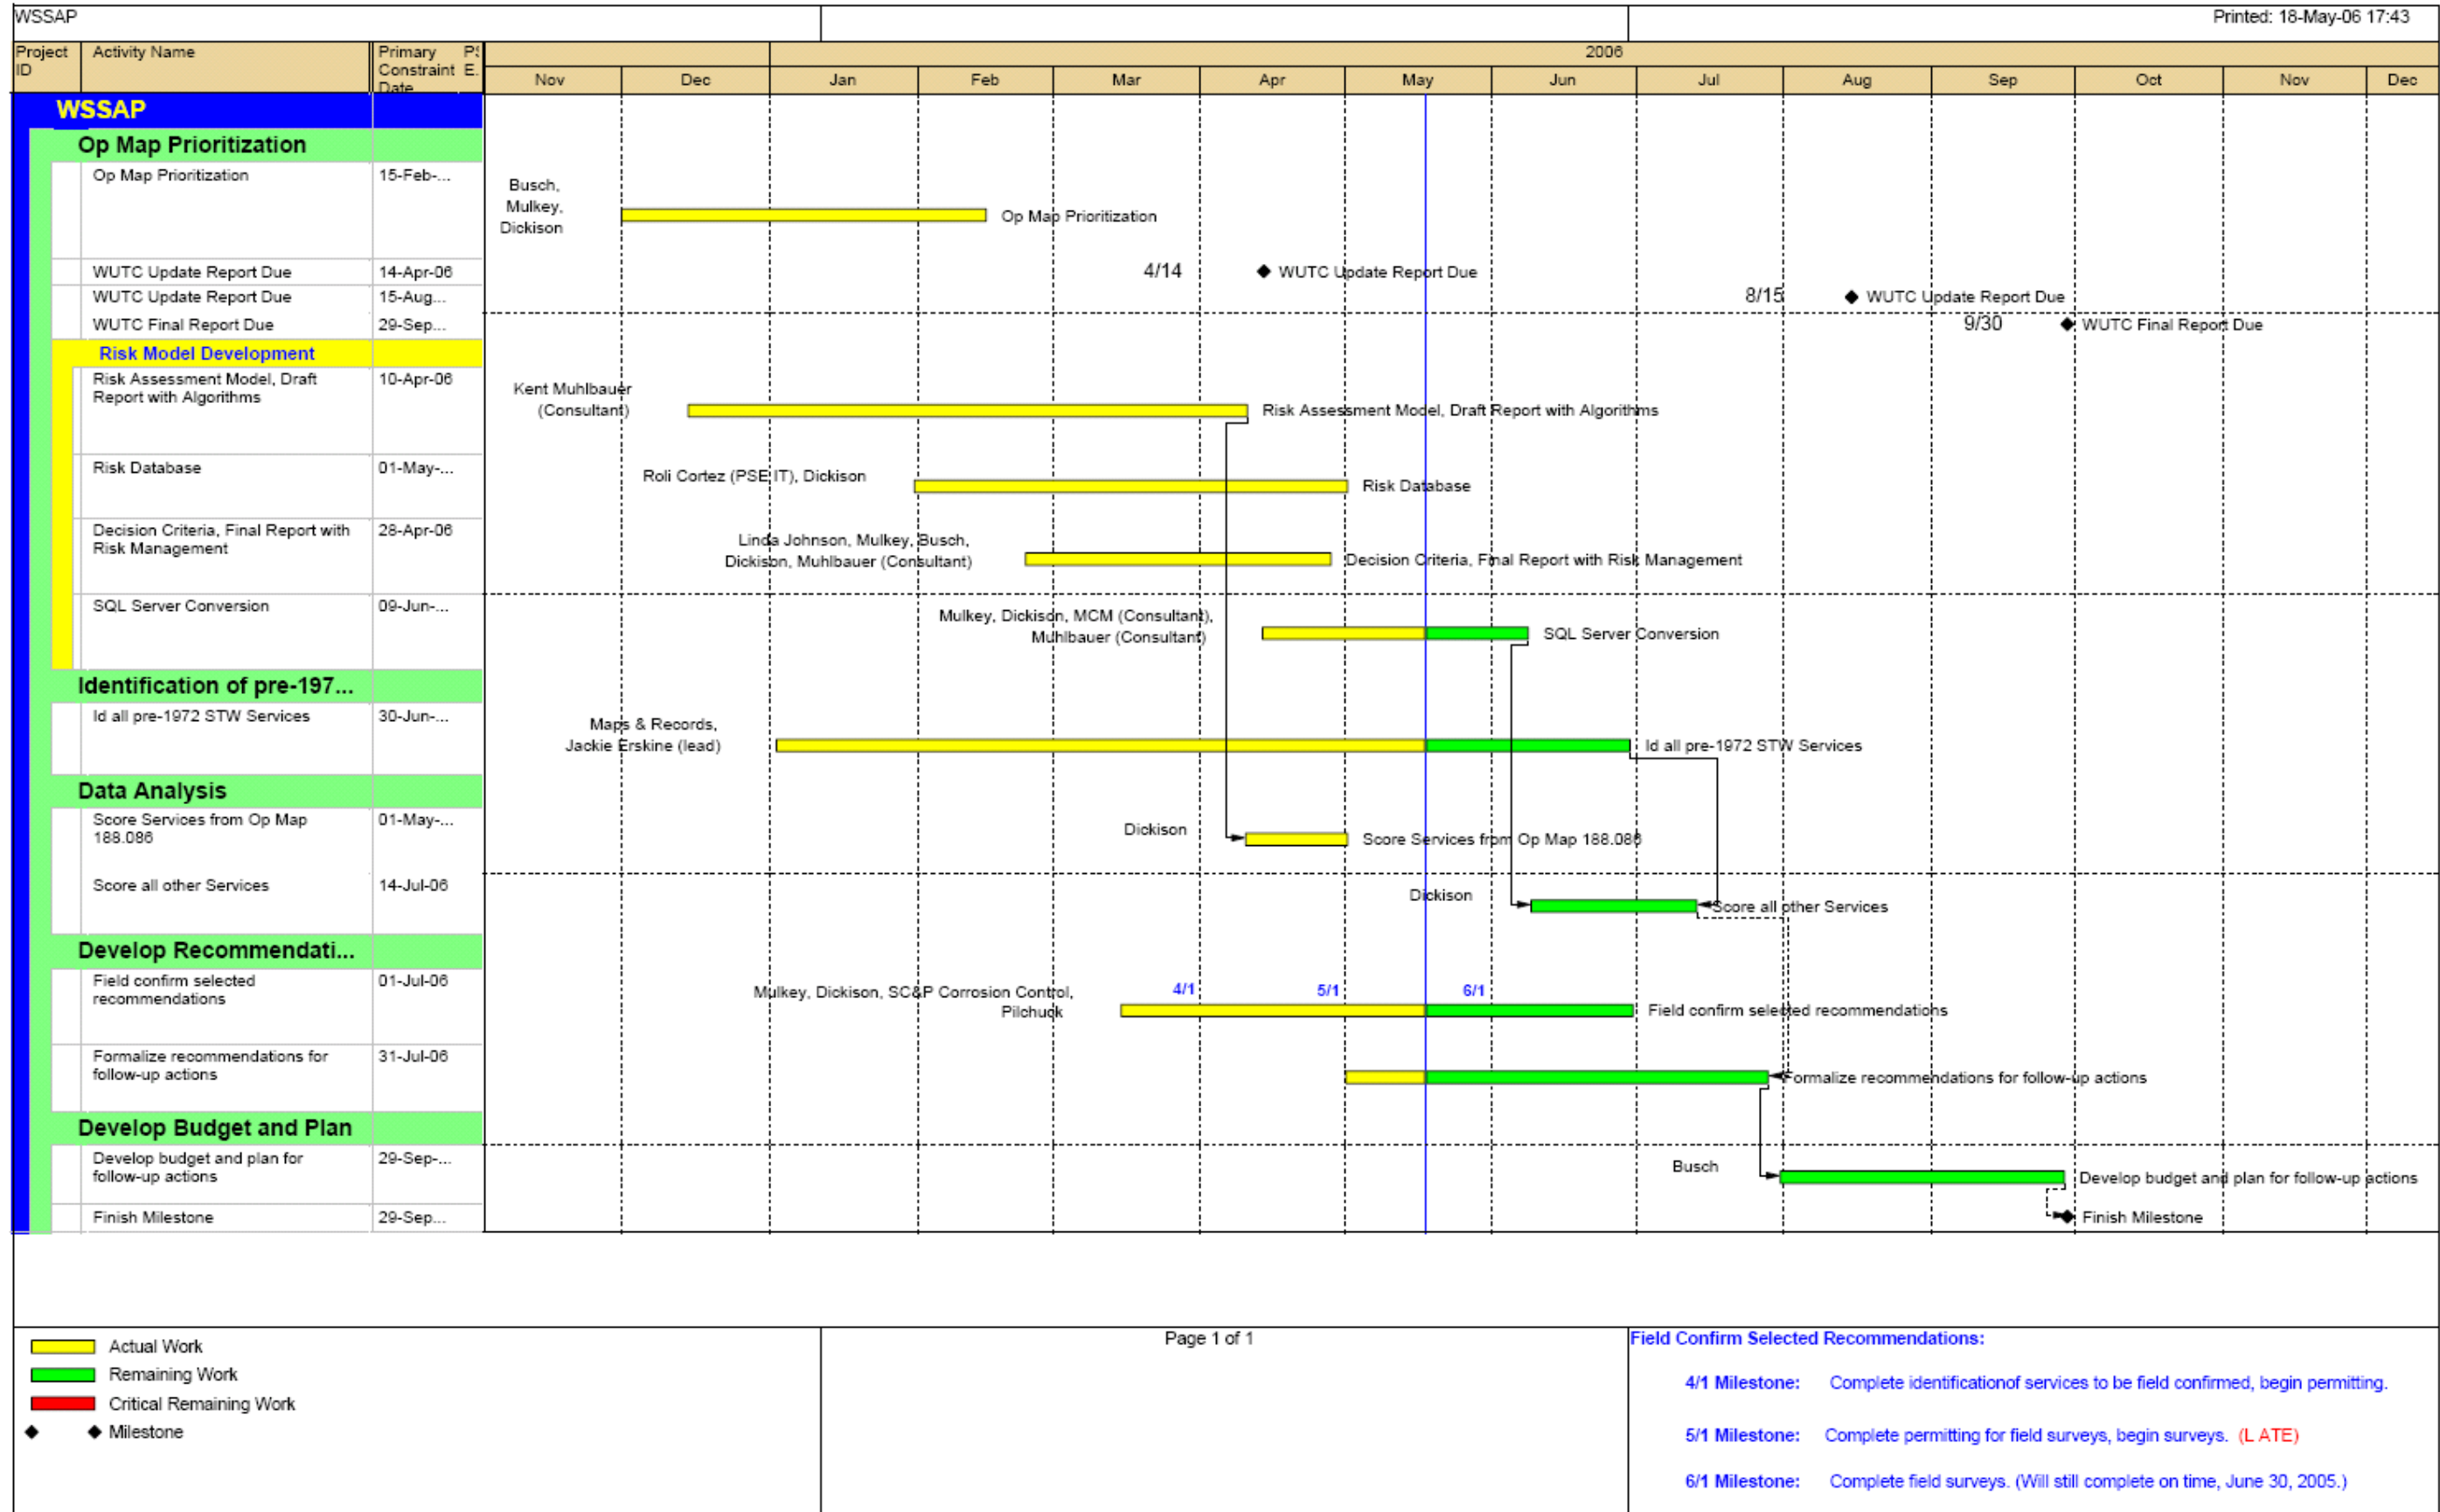 WSSAP
Printed: 18-May-06 17:43
Project ID
Activity Name
Primary Constraint Date
2006
Nov Dec Jan Feb Mar Apr May Jun Jul Aug Sep Oct Nov Dec
WSSAP
Op Map Prioritization
Op Map Prioritization
15-Feb-...
Busch,
Mulkey,
Dickison
Op Map Prioritization
WUTC Update Report Due
14-Apr-06
4/14
WUTC Update Report Due
WUTC Update Report Due
15-Aug...
8/15
WUTC Update Report Due
WUTC Final Report Due
29-Sep...
9/30
WUTC Final Report Due
Risk Model Development
Risk Assessment Model, Draft
Report with Algorithms
10-Apr-06
Kent Muhlbauer
(Consultant)
Risk Assessment Model, Draft Report with Algorithms
Risk Database
01-May-...
Roli Cortez (PSE IT), Dickison
Risk Database
Decision Criteria, Final Report with
Risk Management
28-Apr-06
Linda Johnson, Mulkey, Busch,
Dickison, Muhlbauer (Consultant)
Decision Criteria, Final Report with Risk Management
SQL Server Conversion
09-Jun-...
Mulkey, Dickison, MCM (Consultant),
Muhlbauer (Consultant)
SQL Server Conversion
Identification of pre-197...
Id all pre-1972 STW Services
30-Jun-...
Maps & Records,
Jackie Erskine (lead)
Id all pre-1972 STW Services
Data Analysis
Score Services from Op Map
188.086
01-May-...
Dickison
Score Services from Op Map 188.086
Score all other Services
14-Jul-06
Dickison
Score all other Services
Develop Recommendati...
Field confirm selected
recommendations
01-Jul-06
Mulkey, Dickison, SC&P Corrosion Control,
Pilchuck
4/1
5/1
6/1
Field confirm selected recommendations
Formalize recommendations for
follow-up actions
31-Jul-06
Formalize recommendations for follow-up actions
Develop Budget and Plan
Develop budget and plan for
follow-up actions
29-Sep-...
Busch
Develop budget and plan for follow-up actions
Finish Milestone
29-Sep...
Finish Milestone
Actual Work
Remaining Work
Critical Remaining Work
Milestone
Page 1 of 1
Field Confirm Selected Recommendations:
4/1 Milestone: Complete identificationof services to be field confirmed, begin permitting.
5/1 Milestone: Complete permitting for field surveys, begin surveys. (L ATE)
6/1 Milestone: Complete field surveys. (Will still complete on time, June 30, 2005.)